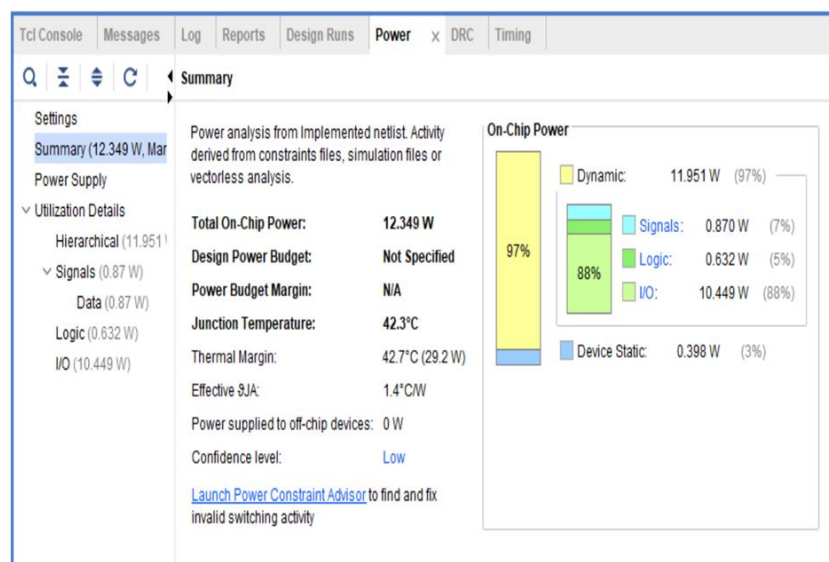 Tcl Console Messages Log Reports Design Runs Power x DRC Timing
Summary
Settings
Summary (12.349 W, Mar
Power Supply
Utilization Details
Hierarchical (11.951
Signals (0.87 W)
Data (0.87 W)
Logic (0.632 W)
I/O (10.449 W)
Power analysis from Implemented netlist. Activity
derived from constraints files, simulation files or
vectorless analysis.
Total On-Chip Power: 12.349 W
Design Power Budget: Not Specified
Power Budget Margin: N/A
Junction Temperature: 42.3°C
Thermal Margin: 42.7°C (29.2 W)
Effective ϑJA: 1.4°C/W
Power supplied to off-chip devices: 0 W
Confidence level: Low
Launch Power Constraint Advisor to find and fix
invalid switching activity
On-Chip Power
97%
Dynamic: 11.951 W (97%)
88%
Signals: 0.870 W (7%)
Logic: 0.632 W (5%)
I/O: 10.449 W (88%)
Device Static: 0.398 W (3%)